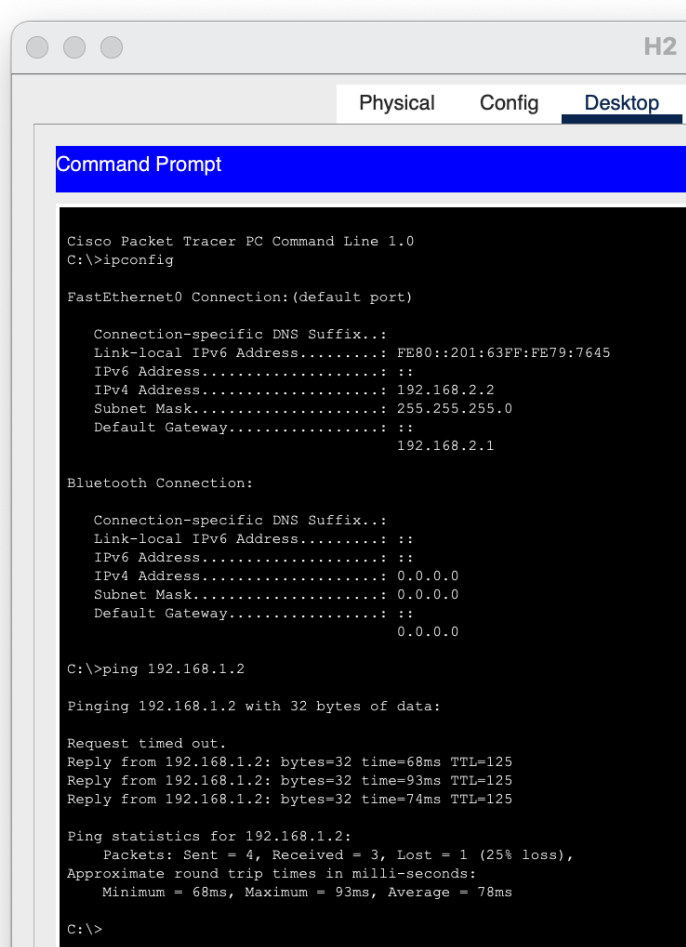 H2
Physical Config Desktop
Command Prompt
Cisco Packet Tracer PC Command Line 1.0
C:\>ipconfig
FastEthernet0 Connection:(default port)
Connection-specific DNS Suffix..:
Link-local IPv6 Address.........: FE80::201:63FF:FE79:7645
IPv6 Address....................: ::
IPv4 Address....................: 192.168.2.2
Subnet Mask.....................: 255.255.255.0
Default Gateway.................: ::
192.168.2.1
Bluetooth Connection:
Connection-specific DNS Suffix..:
Link-local IPv6 Address.........: ::
IPv6 Address....................: ::
IPv4 Address....................: 0.0.0.0
Subnet Mask.....................: 0.0.0.0
Default Gateway.................: ::
0.0.0.0
C:\>ping 192.168.1.2
Pinging 192.168.1.2 with 32 bytes of data:
Request timed out.
Reply from 192.168.1.2: bytes=32 time=68ms TTL=125
Reply from 192.168.1.2: bytes=32 time=93ms TTL=125
Reply from 192.168.1.2: bytes=32 time=74ms TTL=125
Ping statistics for 192.168.1.2:
Packets: Sent = 4, Received = 3, Lost = 1 (25% loss),
Approximate round trip times in milli-seconds:
Minimum = 68ms, Maximum = 93ms, Average = 78ms
C:\>